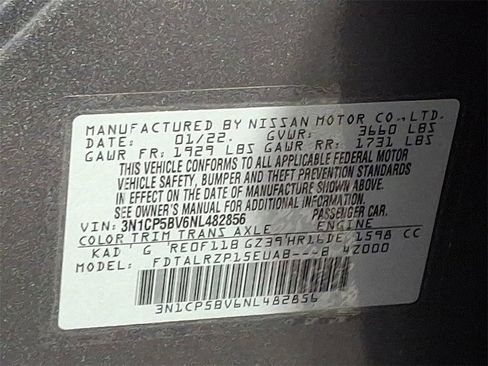 MANUFACTURED BY NISSAN MOTOR CO.,LTD.
DATE: 01/22. GVWR: 3660 LBS
GAWR FR: 1929 LBS GAWR RR: 1731 LBS
THIS VEHICLE CONFORMS TO ALL APPLICABLE FEDERAL MOTOR
VEHICLE SAFETY, BUMPER AND THEFT PREVENTION STANDARDS
IN EFFECT ON THE DATE OF MANUFACTURE SHOWN ABOVE.
SEE OWNER'S MANUAL FOR ADDITIONAL INFORMATION.
VIN: 3N1CP5BV6NL482856 PASSENGER CAR.
COLOR TRIM TRANS AXLE ENGINE
KAD G RE0F11B GZ39 HR16DE 1598 CC
MODEL: FDTALRZP15EUAB---B 4Z000
3N1CP5BV6NL482856